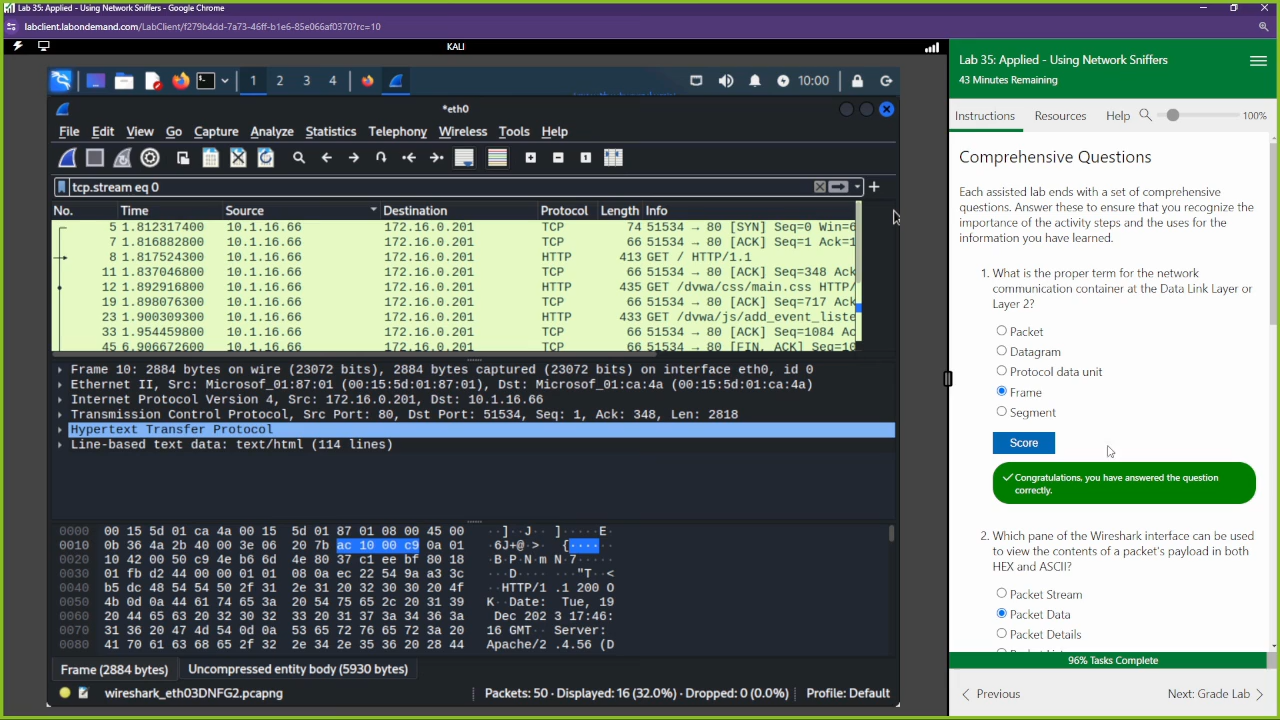 Lab 35: Applied - Using Network Sniffers - Google Chrome
labclient.labondemand.com/LabClient/f279b4dd-7a73-46ff-b1e6-85e066af0370?rc=10
KALI
1 2 3 4 10:00
*eth0
File Edit View Go Capture Analyze Statistics Telephony Wireless Tools Help
tcp.stream eq 0
No. Time Source Destination Protocol Length Info
5 1.812317400 10.1.16.66 172.16.0.201 TCP 74 51534 → 80 [SYN] Seq=0 Win=6
7 1.816882800 10.1.16.66 172.16.0.201 TCP 66 51534 → 80 [ACK] Seq=1 Ack=1
8 1.817524300 10.1.16.66 172.16.0.201 HTTP 413 GET / HTTP/1.1
11 1.837046800 10.1.16.66 172.16.0.201 TCP 66 51534 → 80 [ACK] Seq=348 Ack
12 1.892916800 10.1.16.66 172.16.0.201 HTTP 435 GET /dvwa/css/main.css HTTP/
19 1.898076300 10.1.16.66 172.16.0.201 TCP 66 51534 → 80 [ACK] Seq=717 Ack
23 1.900309300 10.1.16.66 172.16.0.201 HTTP 433 GET /dvwa/js/add_event_liste
33 1.954459800 10.1.16.66 172.16.0.201 TCP 66 51534 → 80 [ACK] Seq=1084 Ac
45 6.906672600 10.1.16.66 172.16.0.201 TCP 66 51534 → 80 [FIN, ACK] Seq=10
Frame 10: 2884 bytes on wire (23072 bits), 2884 bytes captured (23072 bits) on interface eth0, id 0
Ethernet II, Src: Microsof_01:87:01 (00:15:5d:01:87:01), Dst: Microsof_01:ca:4a (00:15:5d:01:ca:4a)
Internet Protocol Version 4, Src: 172.16.0.201, Dst: 10.1.16.66
Transmission Control Protocol, Src Port: 80, Dst Port: 51534, Seq: 1, Ack: 348, Len: 2818
Hypertext Transfer Protocol
Line-based text data: text/html (114 lines)
0000 00 15 5d 01 ca 4a 00 15 5d 01 87 01 08 00 45 00 ··]··J·· ]·····E·
0010 0b 36 4a 2b 40 00 3e 06 20 7b ac 10 00 c9 0a 01 ·6J+@·>· {······
0020 10 42 00 50 c9 4e b6 6d 4e 80 37 c1 ee bf 80 18 ·B·P·N·m N·7·····
0030 01 fb d2 44 00 00 01 01 08 0a ec 22 54 9a a3 3c ···D···· ···"T··<
0040 b5 dc 48 54 54 50 2f 31 2e 31 20 32 30 30 20 4f ··HTTP/1 .1 200 O
0050 4b 0d 0a 44 61 74 65 3a 20 54 75 65 2c 20 31 39 K··Date: Tue, 19
0060 20 44 65 63 20 32 30 32 33 20 31 37 3a 34 36 3a Dec 202 3 17:46:
0070 31 36 20 47 4d 54 0d 0a 53 65 72 76 65 72 3a 20 16 GMT·· Server:
0080 41 70 61 63 68 65 2f 32 2e 34 2e 35 36 20 28 44 Apache/2 .4.56 (D
Frame (2884 bytes) Uncompressed entity body (5930 bytes)
wireshark_eth03DNFG2.pcapng Packets: 50 · Displayed: 16 (32.0%) · Dropped: 0 (0.0%) Profile: Default
Lab 35: Applied - Using Network Sniffers
43 Minutes Remaining
Instructions Resources Help 100%
Comprehensive Questions
Each assisted lab ends with a set of comprehensive
questions. Answer these to ensure that you recognize the
importance of the activity steps and the uses for the
information you have learned.
1. What is the proper term for the network
communication container at the Data Link Layer or
Layer 2?
Packet
Datagram
Protocol data unit
Frame
Segment
Score
Congratulations, you have answered the question
correctly.
2. Which pane of the Wireshark interface can be used
to view the contents of a packet's payload in both
HEX and ASCII?
Packet Stream
Packet Data
Packet Details
96% Tasks Complete
Previous Next: Grade Lab